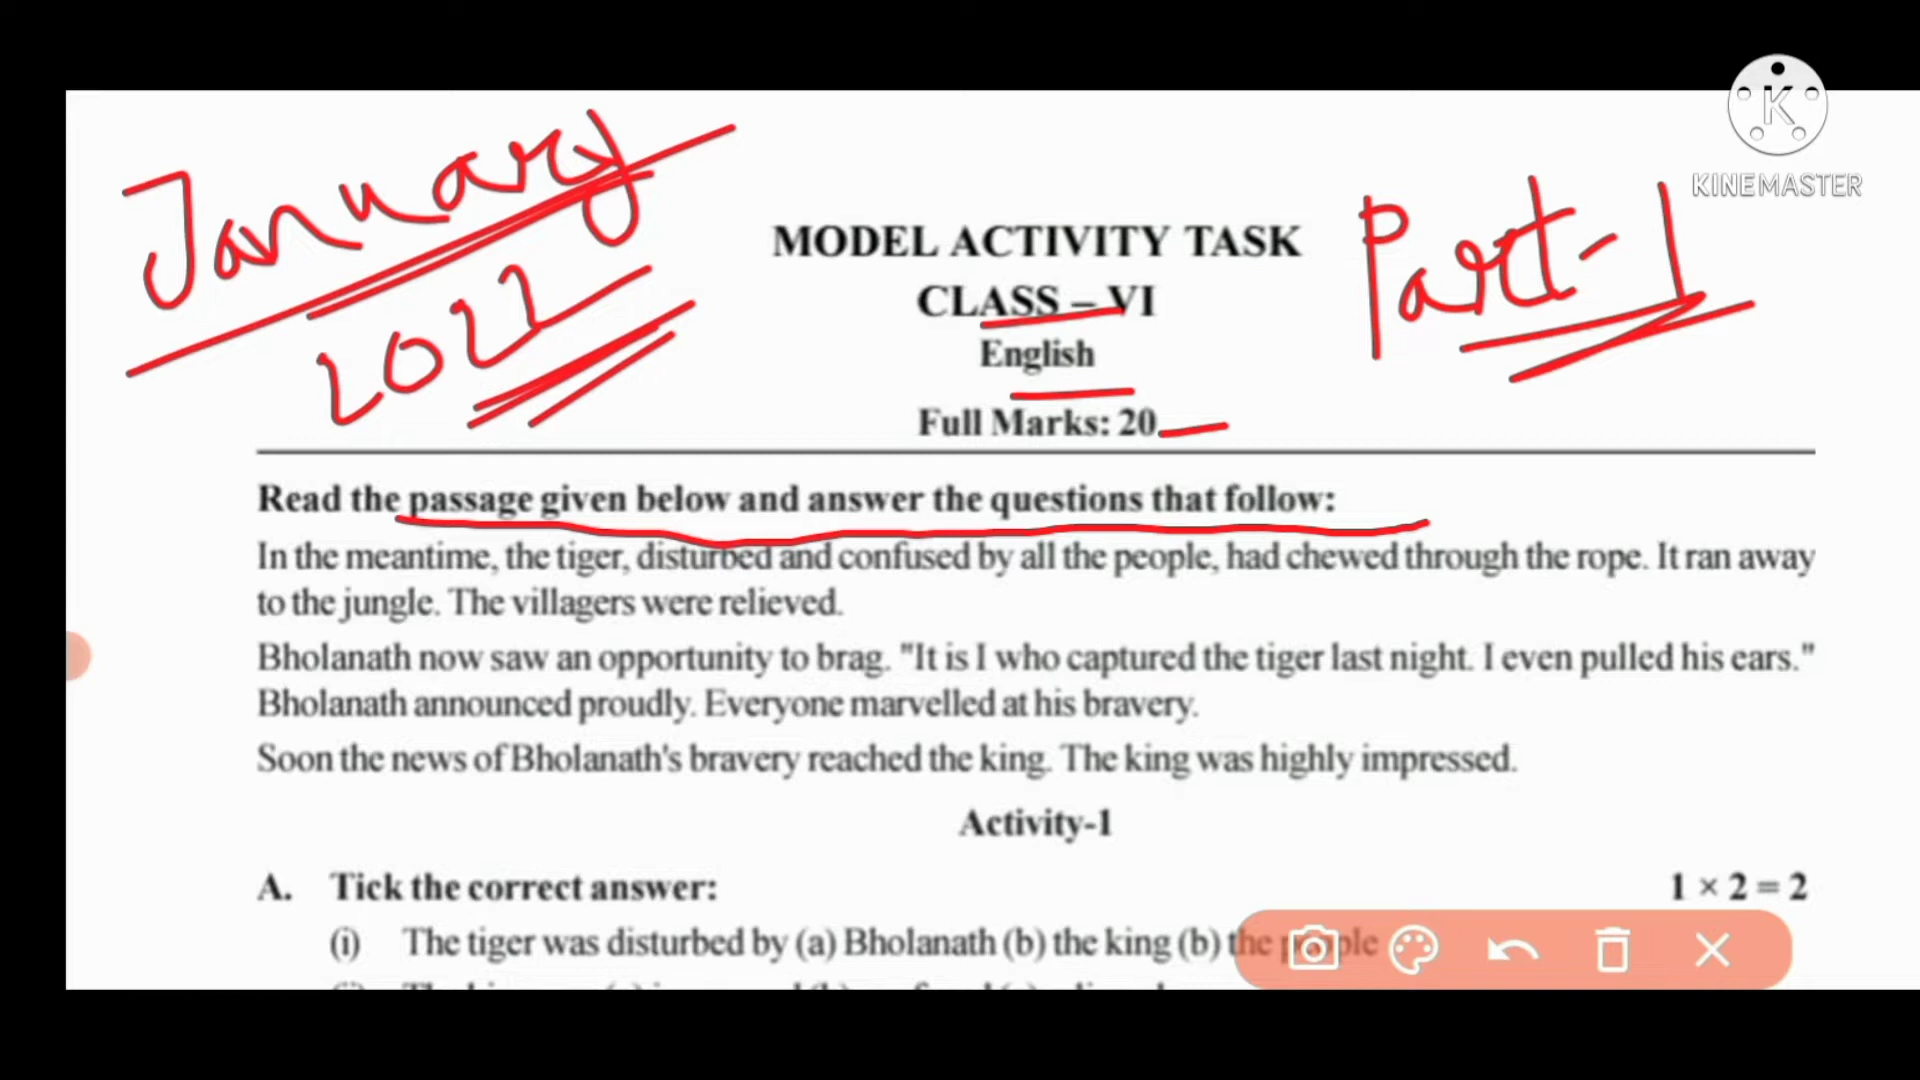 KINEMASTER
January
2022
Part-1
MODEL ACTIVITY TASK
CLASS – VI
English
Full Marks: 20
Read the passage given below and answer the questions that follow:
In the meantime, the tiger, disturbed and confused by all the people, had chewed through the rope. It ran away
to the jungle. The villagers were relieved.
Bholanath now saw an opportunity to brag. "It is I who captured the tiger last night. I even pulled his ears."
Bholanath announced proudly. Everyone marvelled at his bravery.
Soon the news of Bholanath's bravery reached the king. The king was highly impressed.
Activity-1
A. Tick the correct answer: 1 × 2 = 2
(i) The tiger was disturbed by (a) Bholanath (b) the king (b) the people